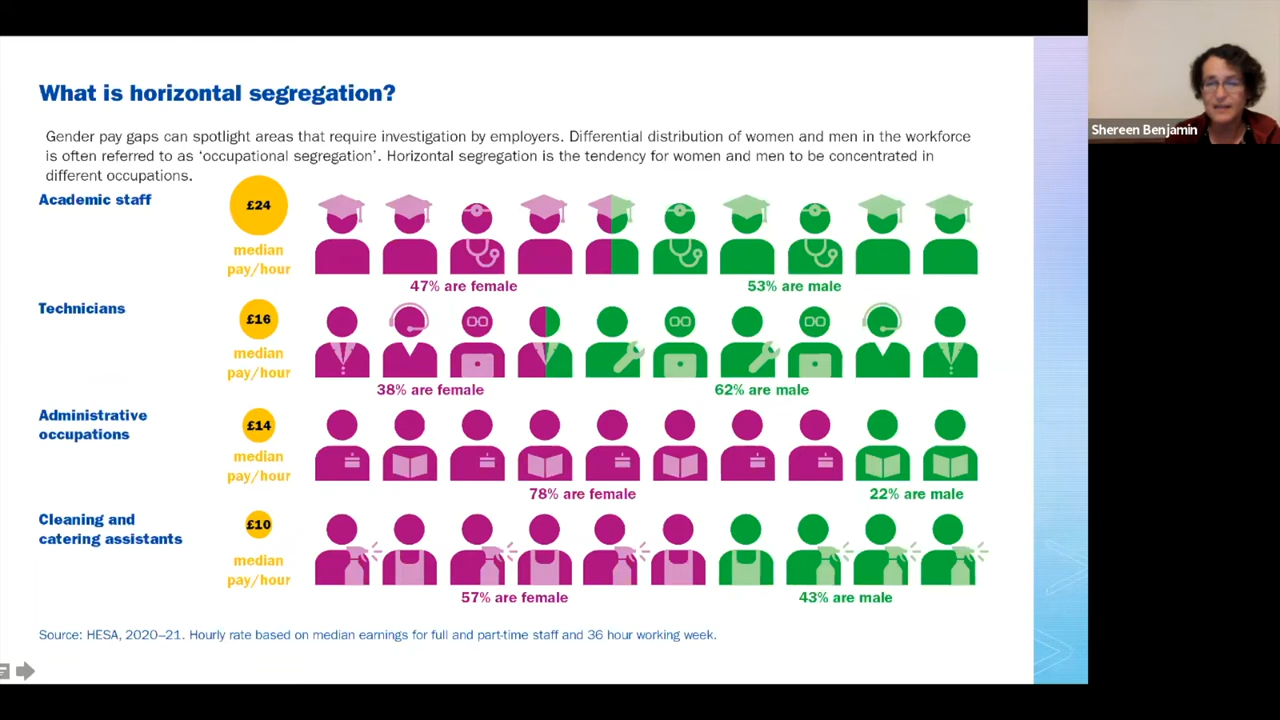 What is horizontal segregation?
Gender pay gaps can spotlight areas that require investigation by employers. Differential distribution of women and men in the workforce
is often referred to as ‘occupational segregation’. Horizontal segregation is the tendency for women and men to be concentrated in
different occupations.
Academic staff
£24
median
pay/hour
47% are female
53% are male
Technicians
£16
median
pay/hour
38% are female
62% are male
Administrative
occupations
£14
median
pay/hour
78% are female
22% are male
Cleaning and
catering assistants
£10
median
pay/hour
57% are female
43% are male
Source: HESA, 2020–21. Hourly rate based on median earnings for full and part-time staff and 36 hour working week.
Shereen Benjamin